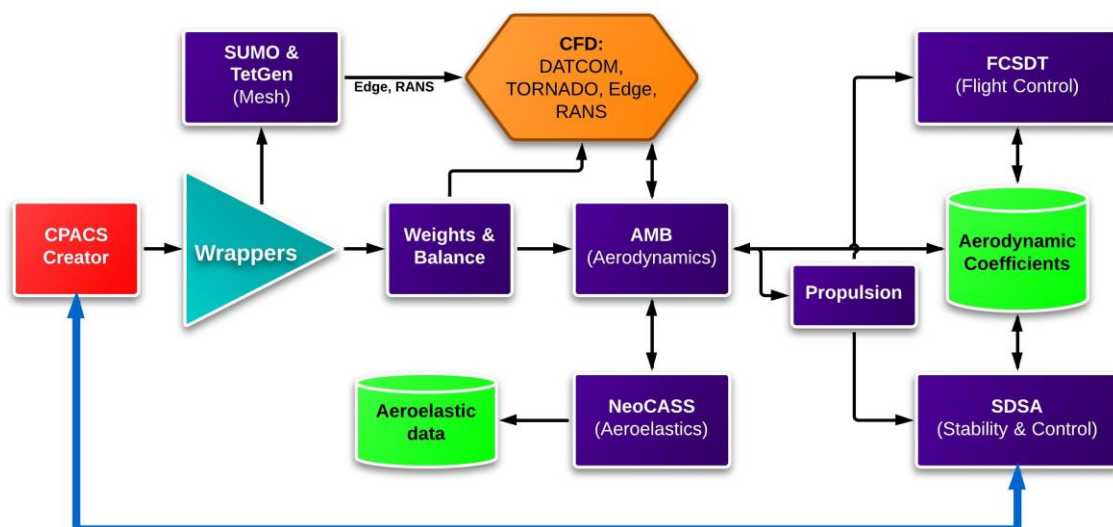 SUMO &
TetGen
(Mesh)
Edge, RANS
CFD:
DATCOM,
TORNADO, Edge,
RANS
FCSDT
(Flight Control)
CPACS
Creator
Wrappers
Weights &
Balance
AMB
(Aerodynamics)
Propulsion
Aerodynamic
Coefficients
Aeroelastic
data
NeoCASS
(Aeroelastics)
SDSA
(Stability & Control)